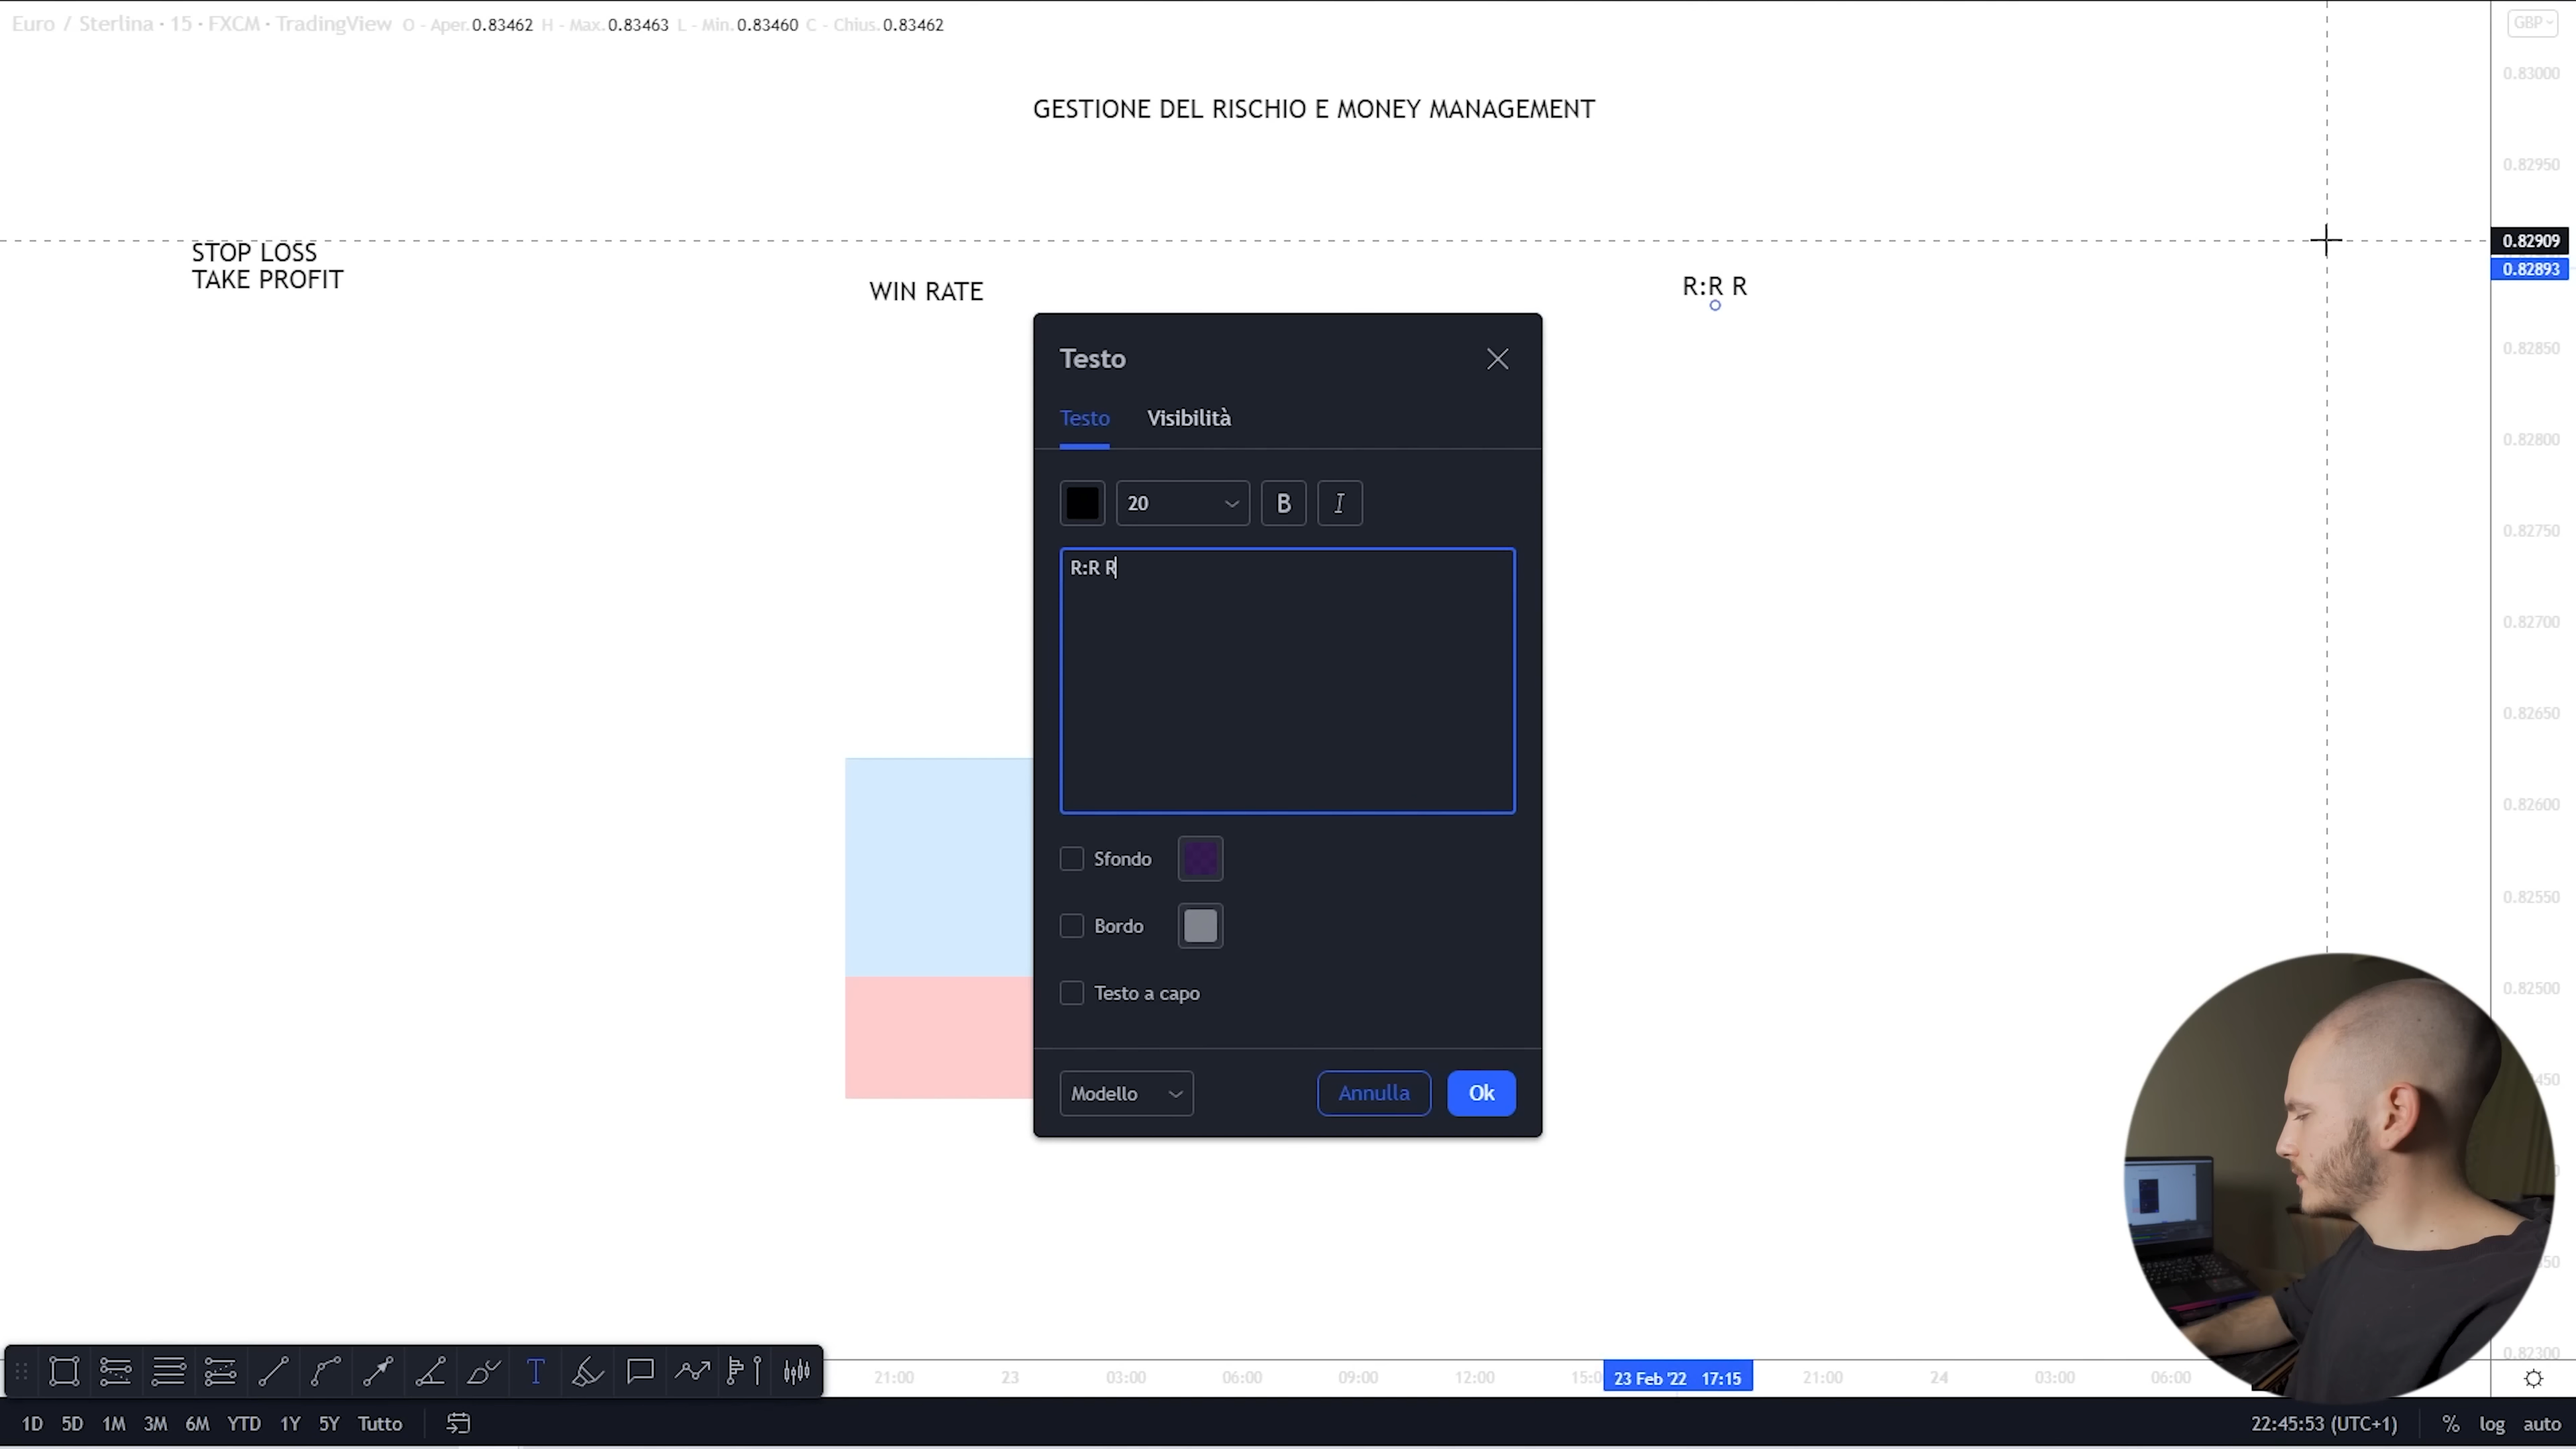 Euro / Sterlina · 15 · FXCM · TradingView O - Aper.0.83462 H - Max.0.83463 L - Min.0.83460 C - Chius.0.83462
GBP
0.83000
GESTIONE DEL RISCHIO E MONEY MANAGEMENT
0.82950
0.82909
STOP LOSS
TAKE PROFIT
0.82893
WIN RATE
R:R R
0.82850
Testo
Testo Visibilità
0.82800
20 B I
0.82750
R:R R
0.82700
0.82650
0.82600
Sfondo
0.82550
Bordo
Testo a capo
0.82500
450
Modello Annulla Ok
0.82300
T
21:00 23 03:00 06:00 09:00 12:00 15:0 23 Feb '22 17:15 21:00 24 03:00 06:00
1D 5D 1M 3M 6M YTD 1Y 5Y Tutto 22:45:53 (UTC+1) % log auto